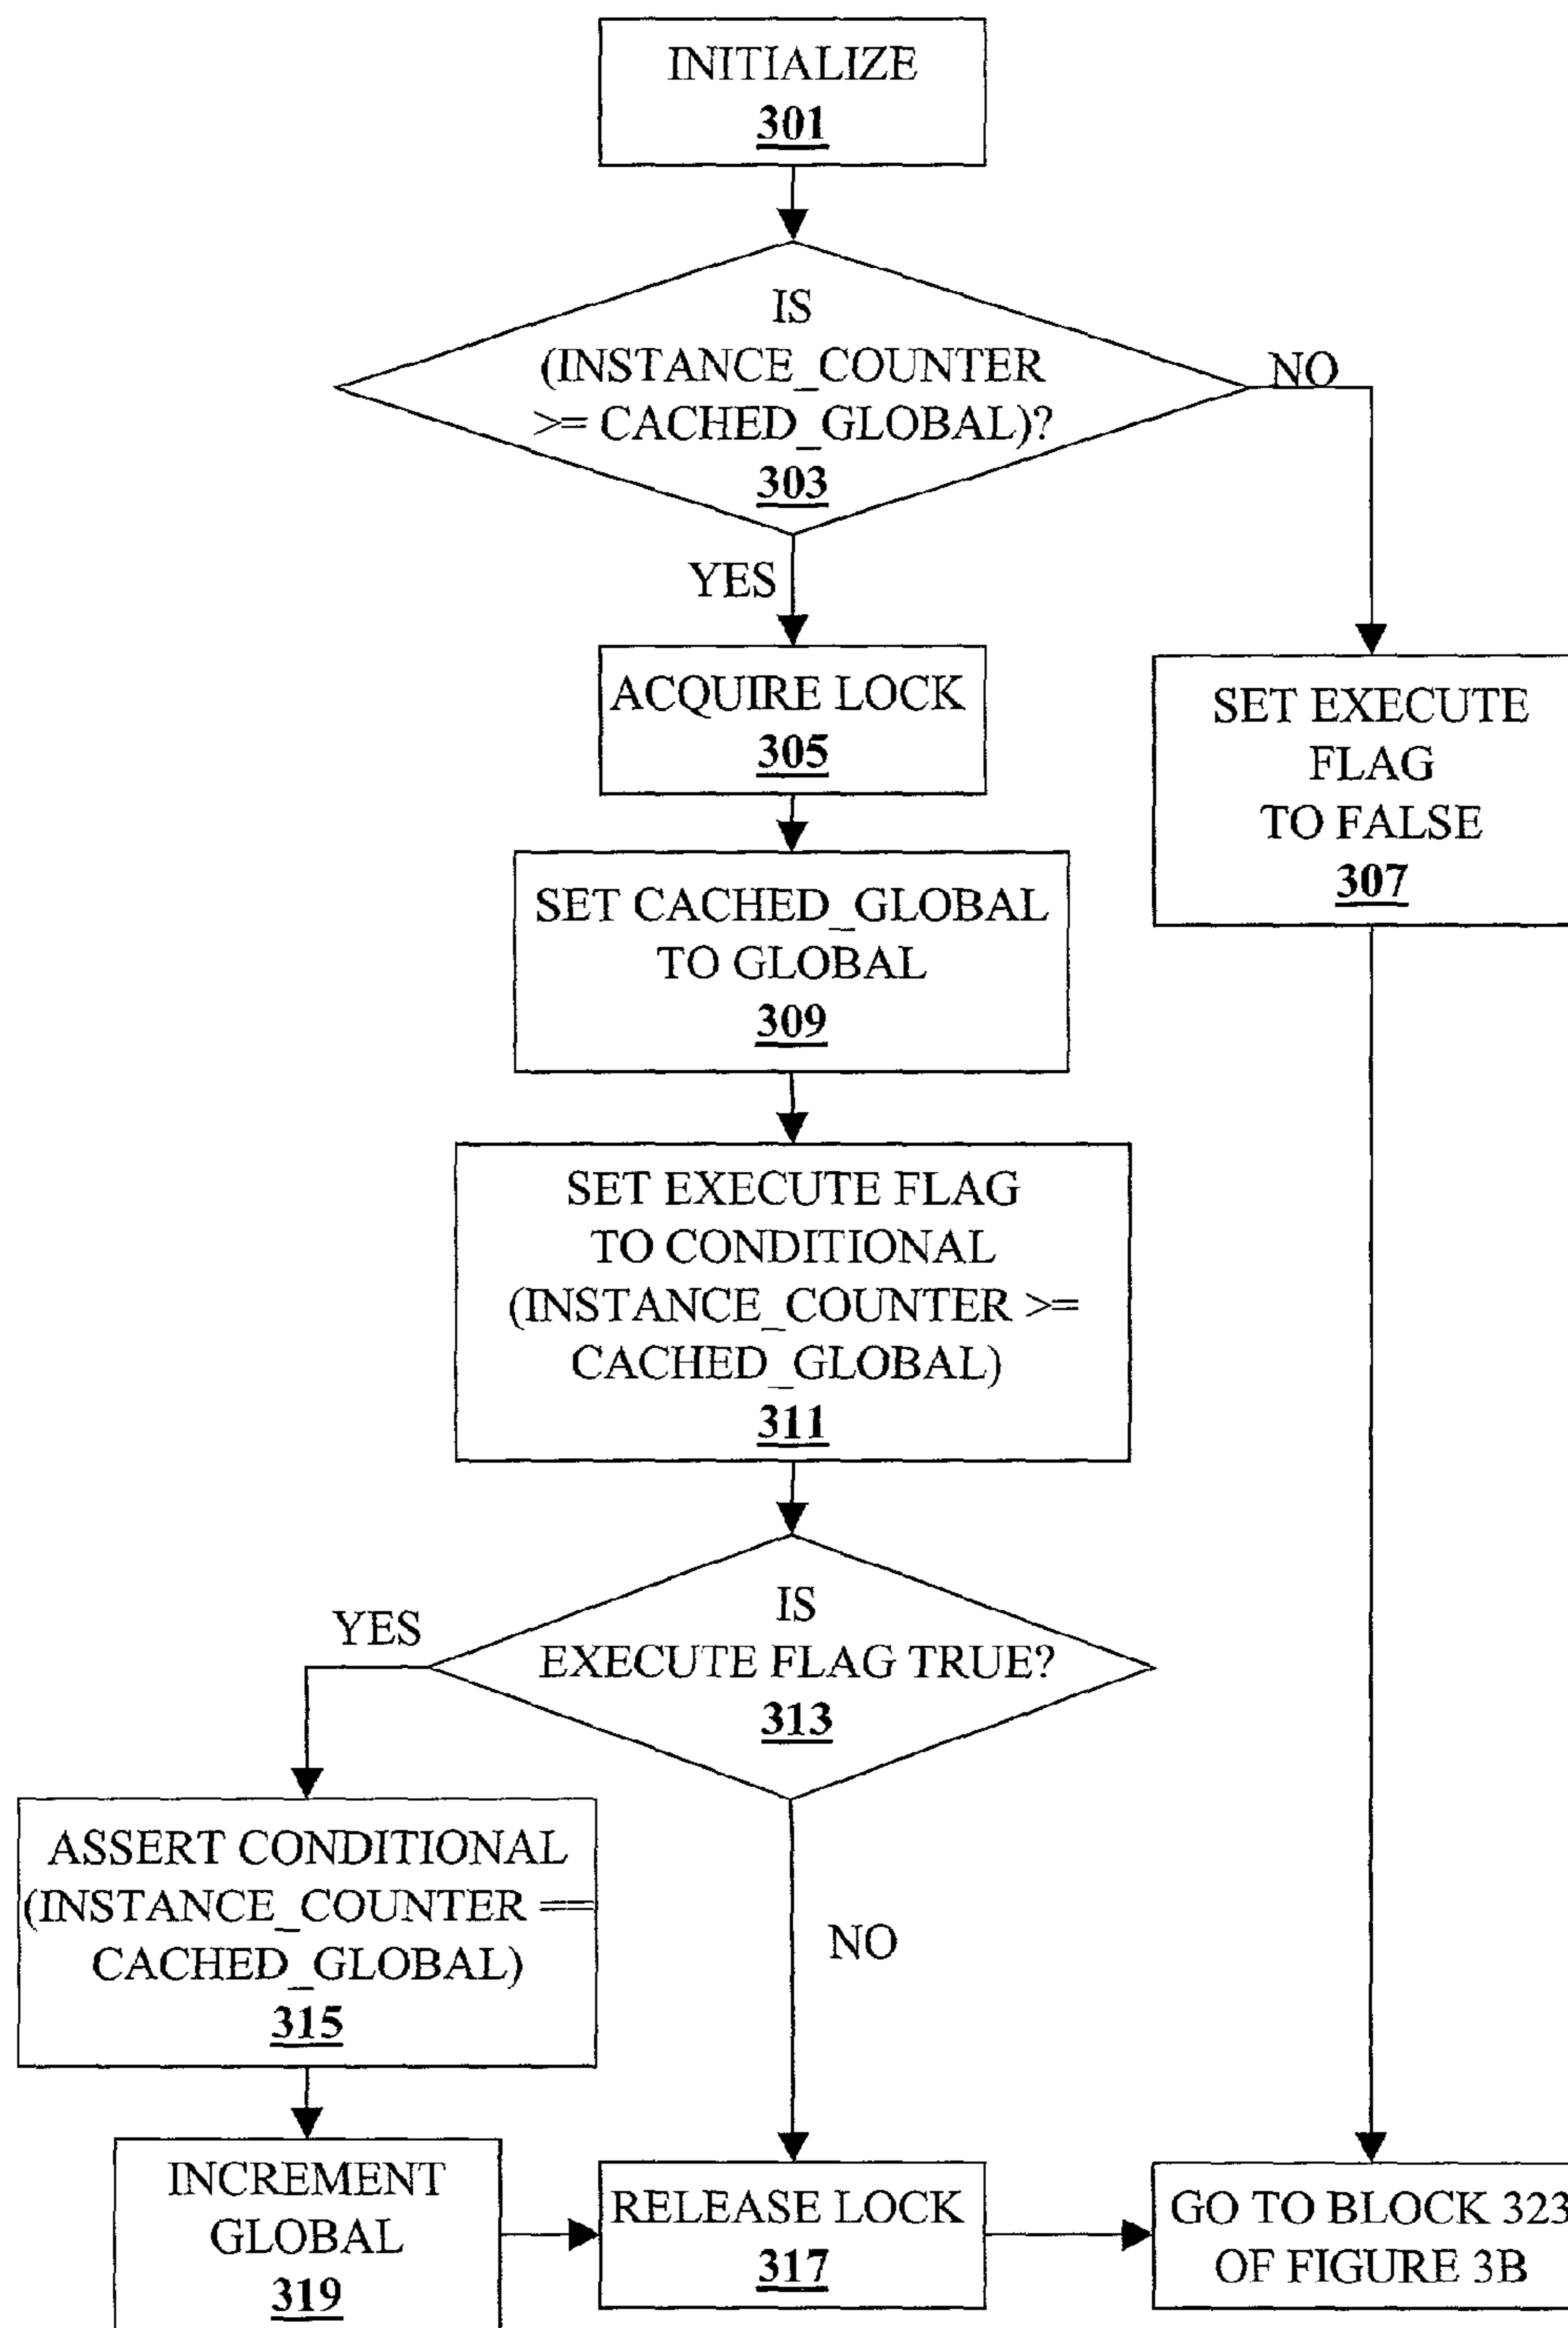 INITIALIZE
301
IS
(INSTANCE_COUNTER
>= CACHED_GLOBAL)?
303
NO
YES
ACQUIRE LOCK
305
SET EXECUTE
FLAG
TO FALSE
307
SET CACHED_GLOBAL
TO GLOBAL
309
SET EXECUTE FLAG
TO CONDITIONAL
(INSTANCE_COUNTER >=
CACHED_GLOBAL)
311
IS
EXECUTE FLAG TRUE?
313
YES
NO
ASSERT CONDITIONAL
(INSTANCE_COUNTER ==
CACHED_GLOBAL)
315
INCREMENT
GLOBAL
319
RELEASE LOCK
317
GO TO BLOCK 323
OF FIGURE 3B